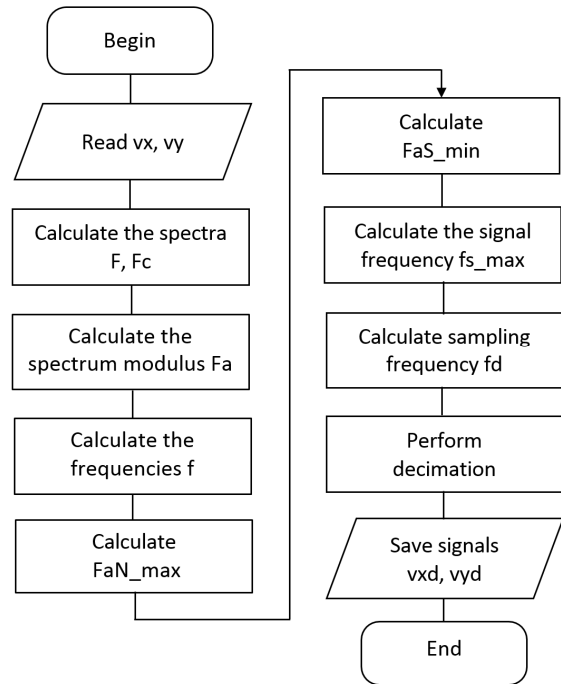 Begin
Read vx, vy
Calculate the spectra
F, Fc
Calculate the
spectrum modulus Fa
Calculate the
frequencies f
Calculate
FaN_max
Calculate
FaS_min
Calculate the signal
frequency fs_max
Calculate sampling
frequency fd
Perform
decimation
Save signals
vxd, vyd
End